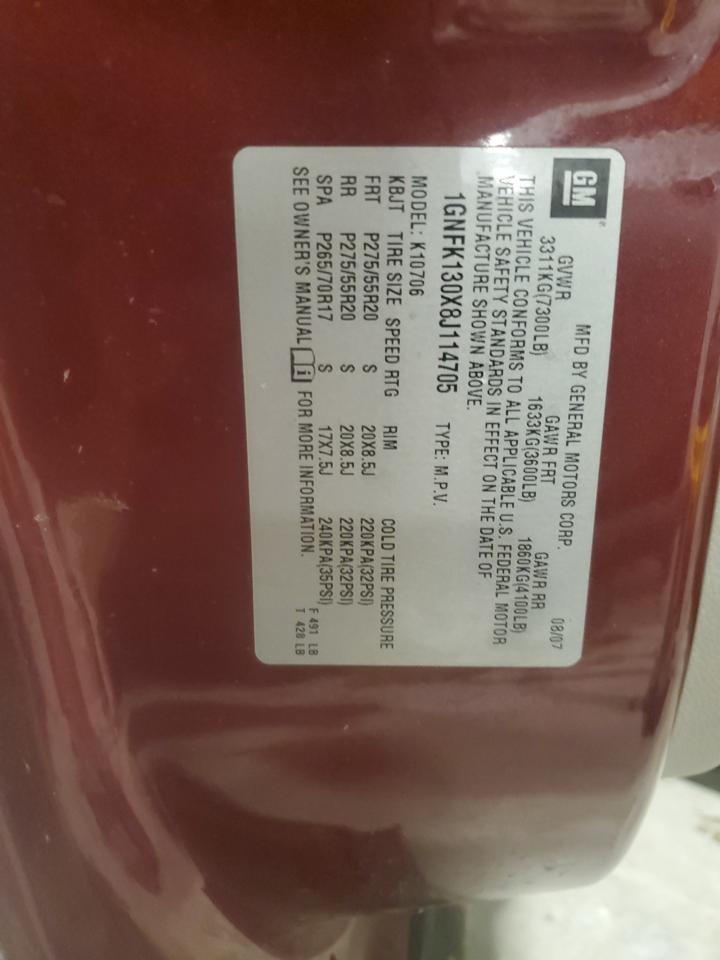 GM
MFD BY GENERAL MOTORS CORP. 08/07
GVWR GAWR FRT GAWR RR
3311KG(7300LB) 1633KG(3600LB) 1860KG(4100LB)
THIS VEHICLE CONFORMS TO ALL APPLICABLE U.S. FEDERAL MOTOR
VEHICLE SAFETY STANDARDS IN EFFECT ON THE DATE OF
MANUFACTURE SHOWN ABOVE.
1GNFK130X8J114705 TYPE: M.P.V.
MODEL: K10706
KBJT TIRE SIZE SPEED RTG RIM COLD TIRE PRESSURE
FRT P275/55R20 S 20X8.5J 220KPA(32PSI)
RR P275/55R20 S 20X8.5J 220KPA(32PSI)
SPA P265/70R17 S 17X7.5J 240KPA(35PSI)
SEE OWNER'S MANUAL i FOR MORE INFORMATION.
F 491 LB
T 428 LB